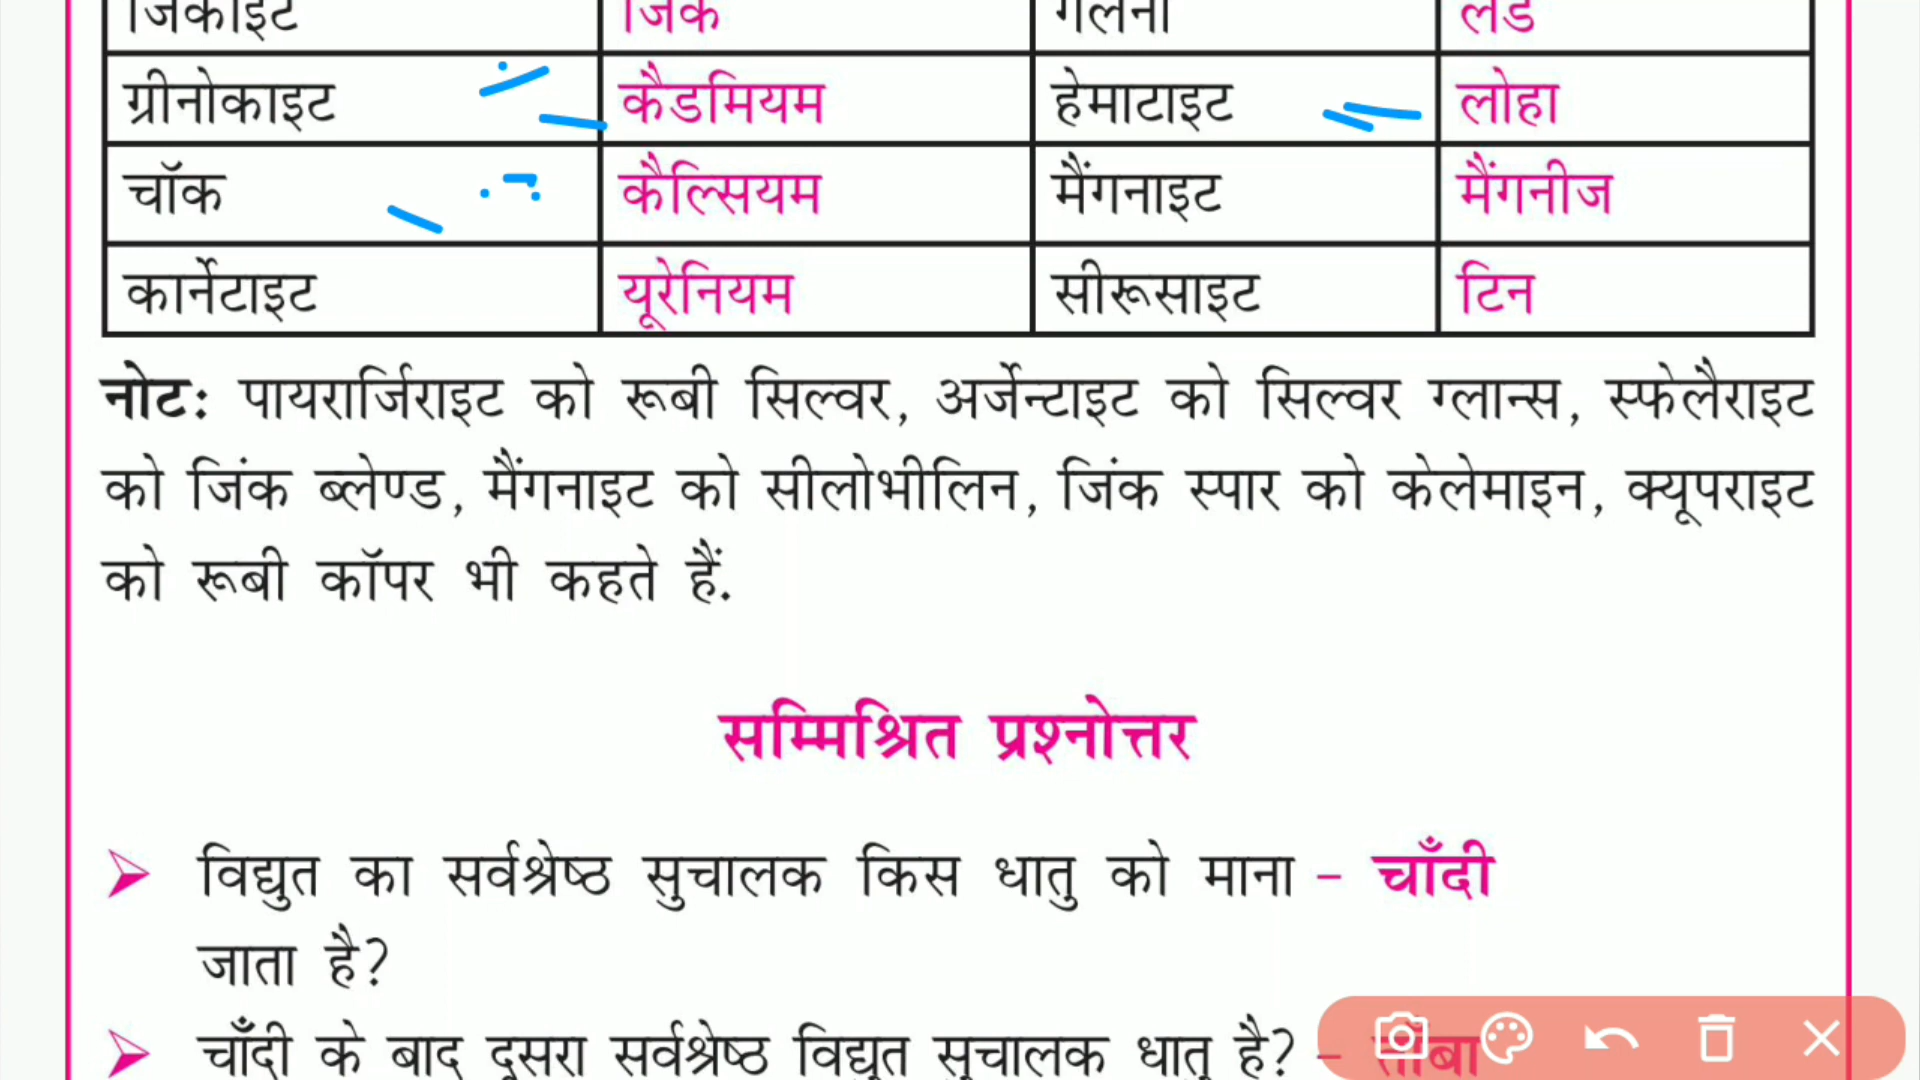 जिंकाइट जिंक गैलेना लेड
ग्रीनोकाइट कैडमियम हेमाटाइट लोहा
चॉक कैल्सियम मैंगनाइट मैंगनीज
कार्नेटाइट यूरेनियम सीरूसाइट टिन
नोटः पायरार्जिराइट को रूबी सिल्वर, अर्जेन्टाइट को सिल्वर ग्लान्स, स्फेलैराइट
को जिंक ब्लेण्ड, मैंगनाइट को सीलोभीलिन, जिंक स्पार को केलेमाइन, क्यूपराइट
को रूबी कॉपर भी कहते हैं.
सम्मिश्रित प्रश्नोत्तर
विद्युत का सर्वश्रेष्ठ सुचालक किस धातु को माना – चाँदी
जाता है?
चाँदी के बाद दूसरा सर्वश्रेष्ठ विद्युत सुचालक धातु है? – ताँबा